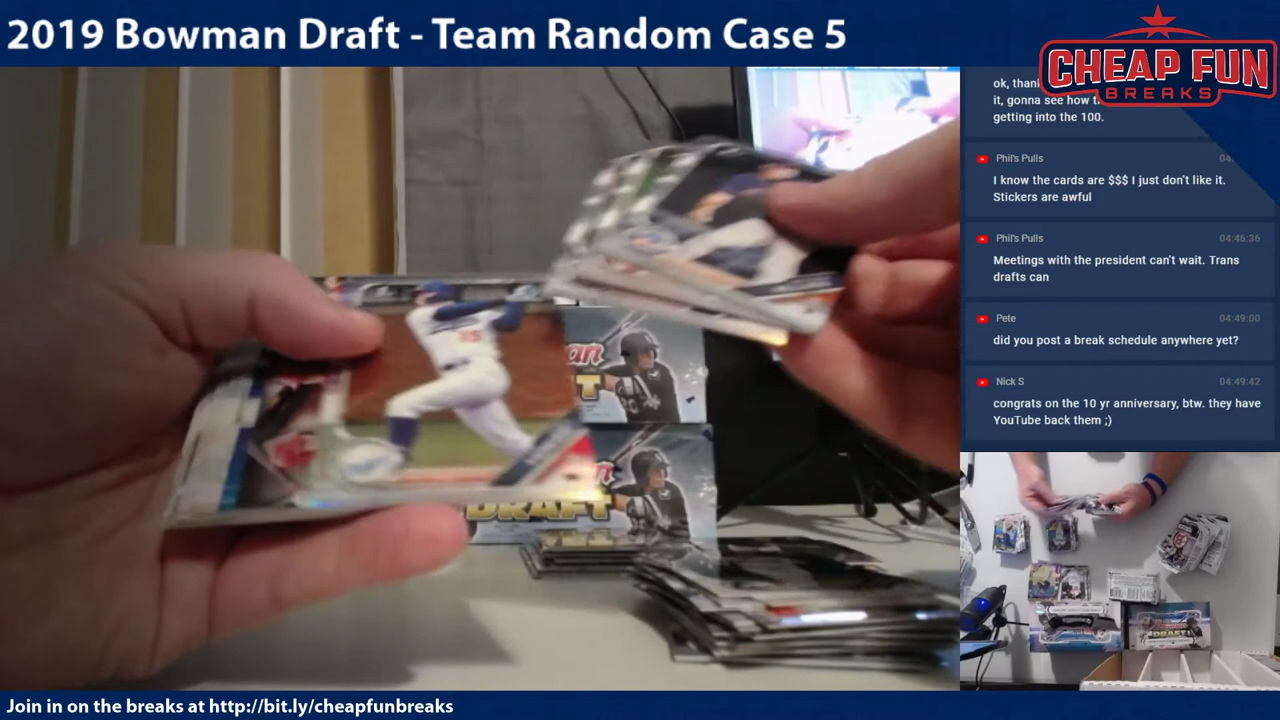 2019 Bowman Draft - Team Random Case 5
CHEAP FUN
BREAKS
ok, thank
it, gonna see how
getting into the 100.
Phil's Pulls
I know the cards are $$$ I just don't like it.
Stickers are awful
Phil's Pulls 04:46:36
Meetings with the president can't wait. Trans
drafts can
Pete 04:49:00
did you post a break schedule anywhere yet?
Nick S 04:49:42
congrats on the 10 yr anniversary, btw. they have
YouTube back them ;)
DRAFT
DRAFT
Join in on the breaks at http://bit.ly/cheapfunbreaks